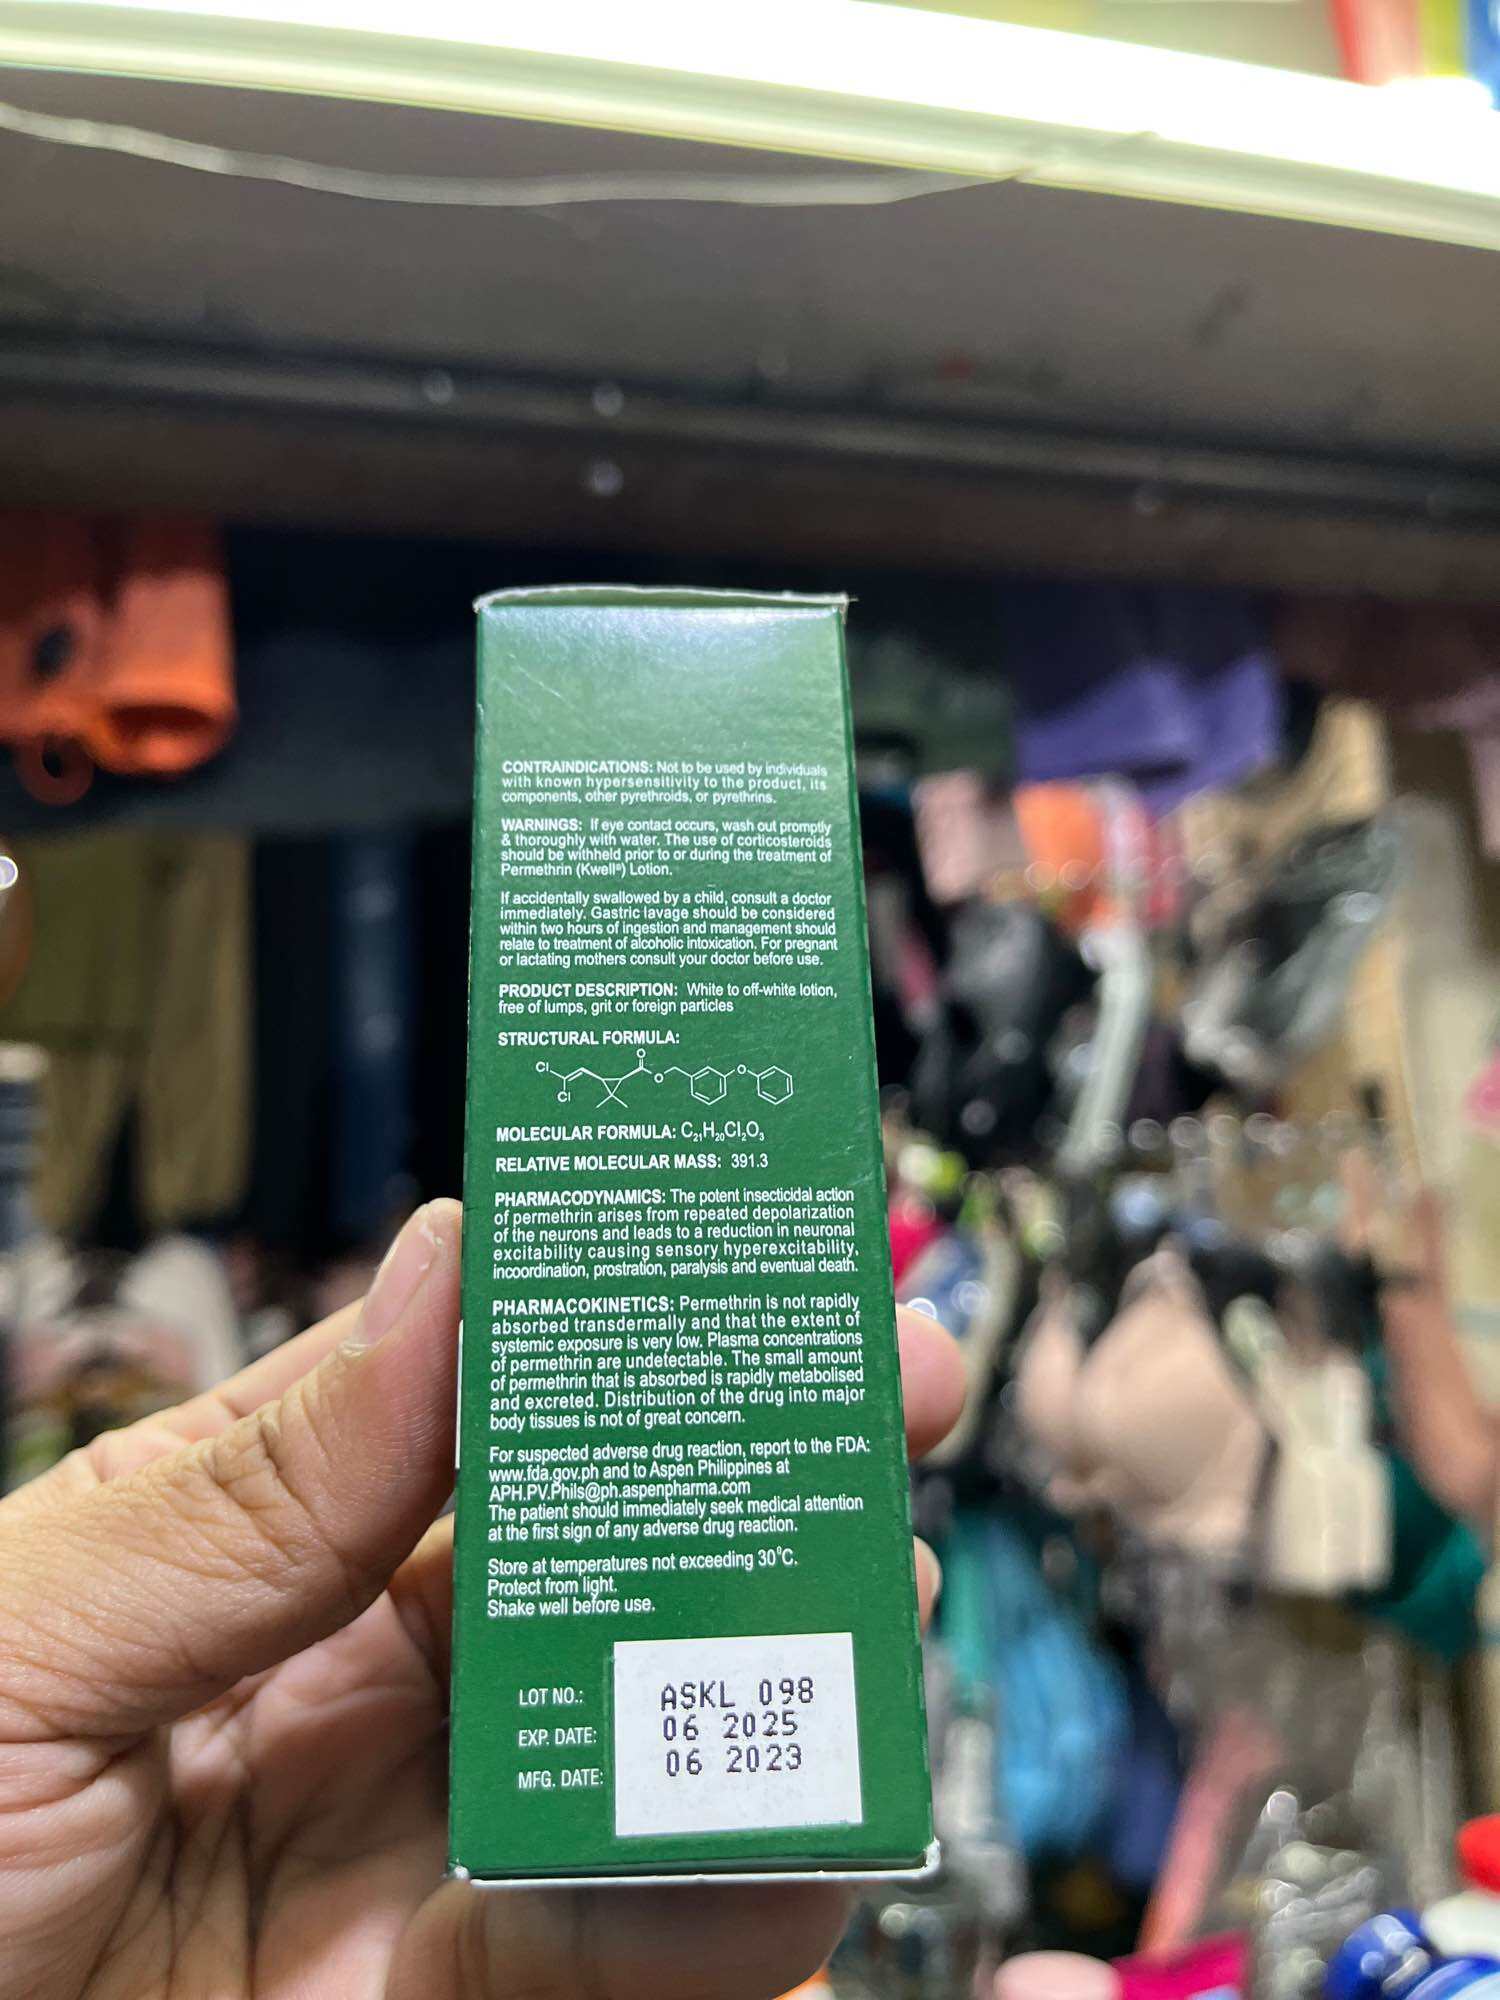 CONTRAINDICATIONS: Not to be used by individuals
with known hypersensitivity to the product, its
components, other pyrethroids, or pyrethrins.
WARNINGS: If eye contact occurs, wash out promptly
& thoroughly with water. The use of corticosteroids
should be withheld prior to or during the treatment of
Permethrin (Kwell®) Lotion.
If accidentally swallowed by a child, consult a doctor
immediately. Gastric lavage should be considered
within two hours of ingestion and management should
relate to treatment of alcoholic intoxication. For pregnant
or lactating mothers consult your doctor before use.
PRODUCT DESCRIPTION: White to off-white lotion,
free of lumps, grit or foreign particles
STRUCTURAL FORMULA:
Cl
Cl
O
O
O
MOLECULAR FORMULA: C₂₁H₂₀Cl₂O₃
RELATIVE MOLECULAR MASS: 391.3
PHARMACODYNAMICS: The potent insecticidal action
of permethrin arises from repeated depolarization
of the neurons and leads to a reduction in neuronal
excitability causing sensory hyperexcitability,
incoordination, prostration, paralysis and eventual death.
PHARMACOKINETICS: Permethrin is not rapidly
absorbed transdermally and that the extent of
systemic exposure is very low. Plasma concentrations
of permethrin are undetectable. The small amount
of permethrin that is absorbed is rapidly metabolised
and excreted. Distribution of the drug into major
body tissues is not of great concern.
For suspected adverse drug reaction, report to the FDA:
www.fda.gov.ph and to Aspen Philippines at
APH.PV.Phils@ph.aspenpharma.com
The patient should immediately seek medical attention
at the first sign of any adverse drug reaction.
Store at temperatures not exceeding 30°C.
Protect from light.
Shake well before use.
LOT NO.: ASKL 098
EXP. DATE: 06 2025
MFG. DATE: 06 2023